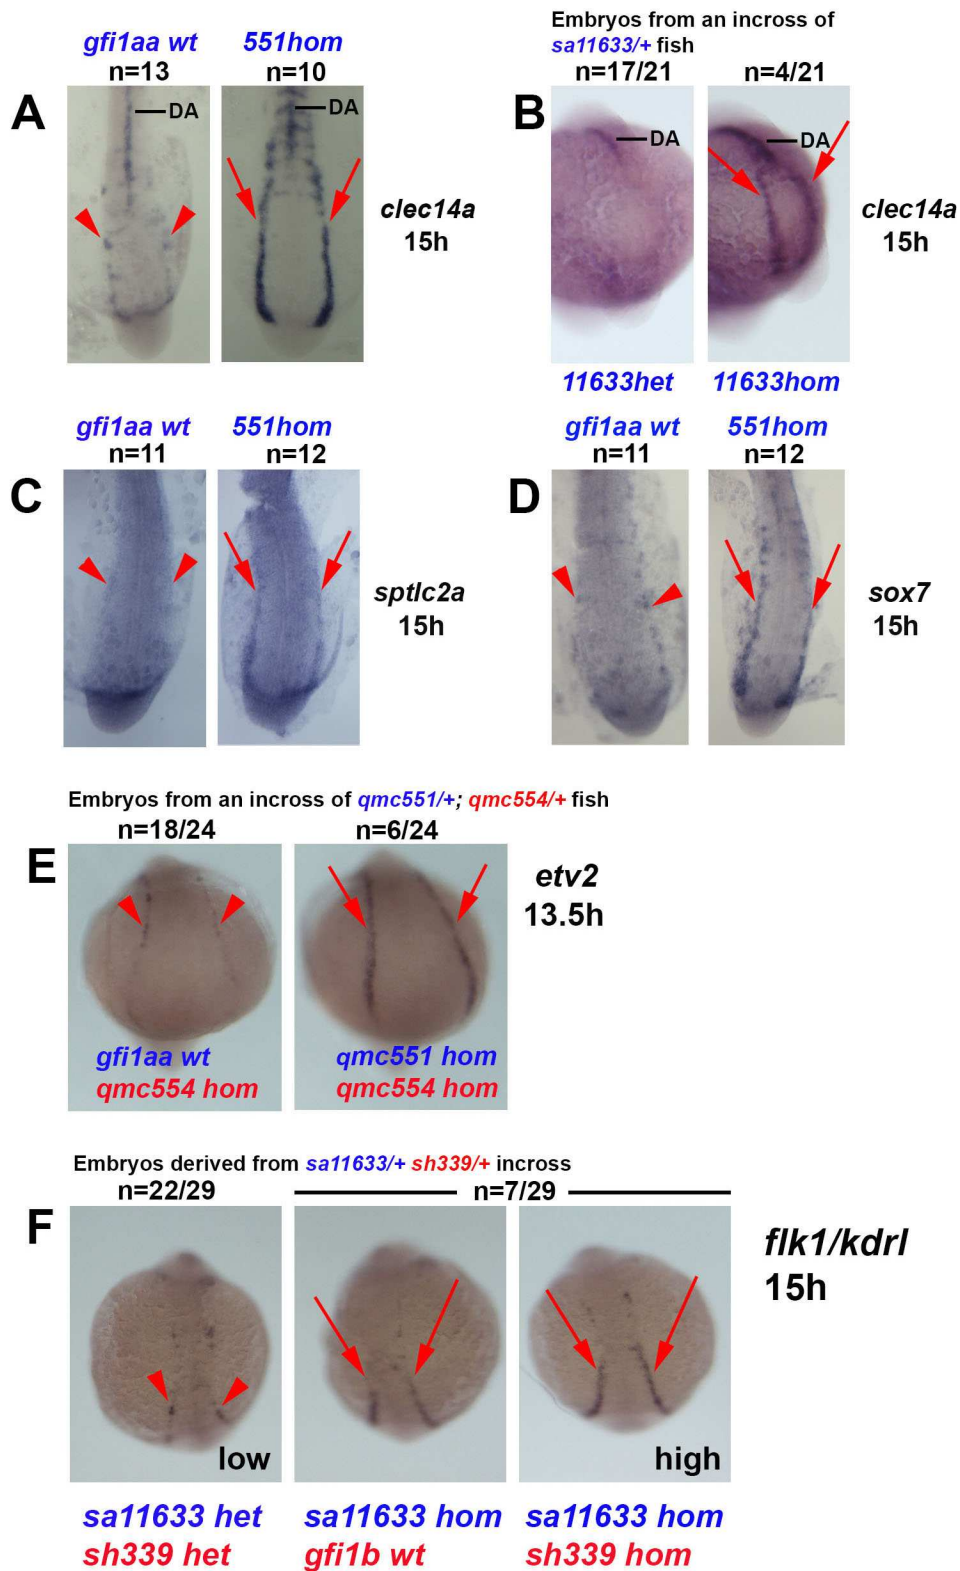 A
gfi1aa wt
551hom
n=13
n=10
DA
DA
clec14a
15h
Embryos from an incross of
sa11633/+ fish
n=17/21
n=4/21
B
DA
DA
clec14a
15h
11633het
11633hom
gfi1aa wt
551hom
n=11
n=12
C
sptlc2a
15h
gfi1aa wt
551hom
n=11
n=12
D
sox7
15h
Embryos from an incross of qmc551/+; qmc554/+ fish
n=18/24
n=6/24
E
etv2
13.5h
gfi1aa wt
qmc554 hom
qmc551 hom
qmc554 hom
Embryos derived from sa11633/+ sh339/+ incross
n=22/29
n=7/29
F
flk1/kdrl
15h
low
high
sa11633 het
sh339 het
sa11633 hom
gfi1b wt
sa11633 hom
sh339 hom